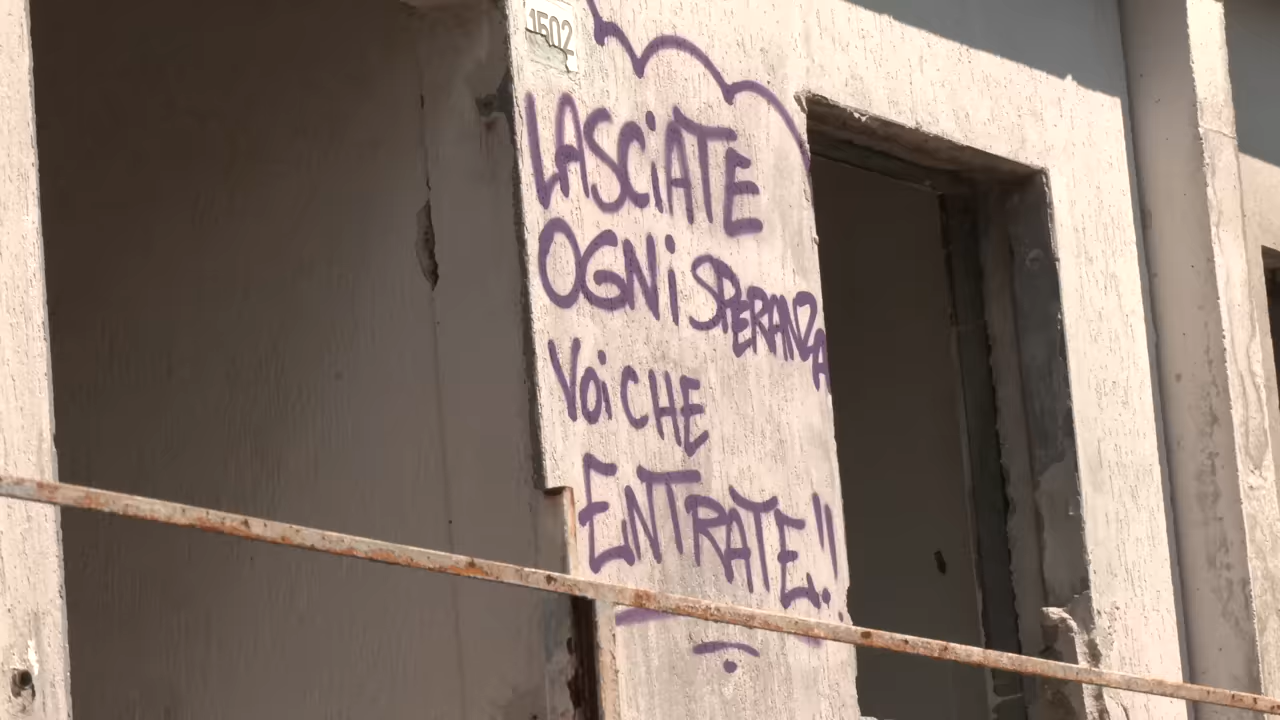 1502
LASCiATE
OGNi SPERANZA
VOi CHE
ENTRATE!!